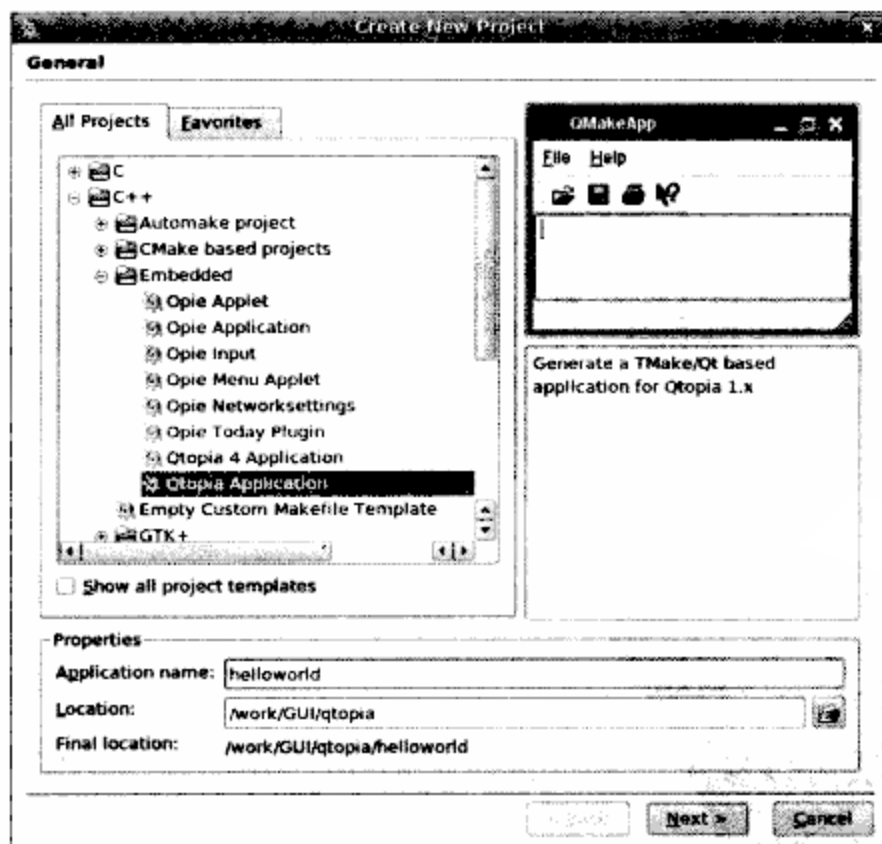 Create New Project
General
All Projects
Favorites
C
C++
Automake project
CMake based projects
Embedded
Opie Applet
Opie Application
Opie Input
Opie Menu Applet
Opie Networksettings
Opie Today Plugin
Qtopia 4 Application
Qtopia Application
Empty Custom Makefile Template
GTK+
Show all project templates
QMakeApp
File Help
Generate a TMake/Qt based
application for Qtopia 1.x
Properties
Application name: helloworld
Location: /work/GUI/qtopia
Final location: /work/GUI/qtopia/helloworld
Next >
Cancel